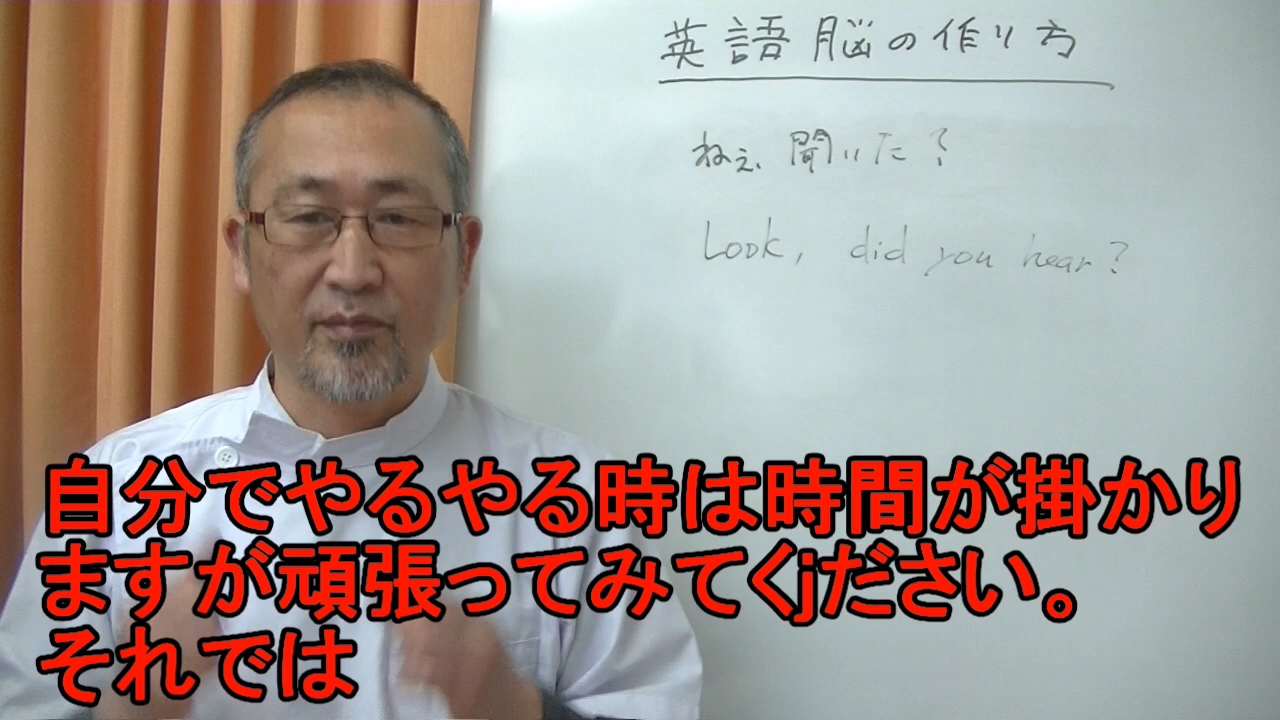 英語脳の作り方
ねぇ、聞いた？
Look, did you hear?
自分でやるやる時は時間が掛かり
ますが頑張ってみてくjださい。
それでは